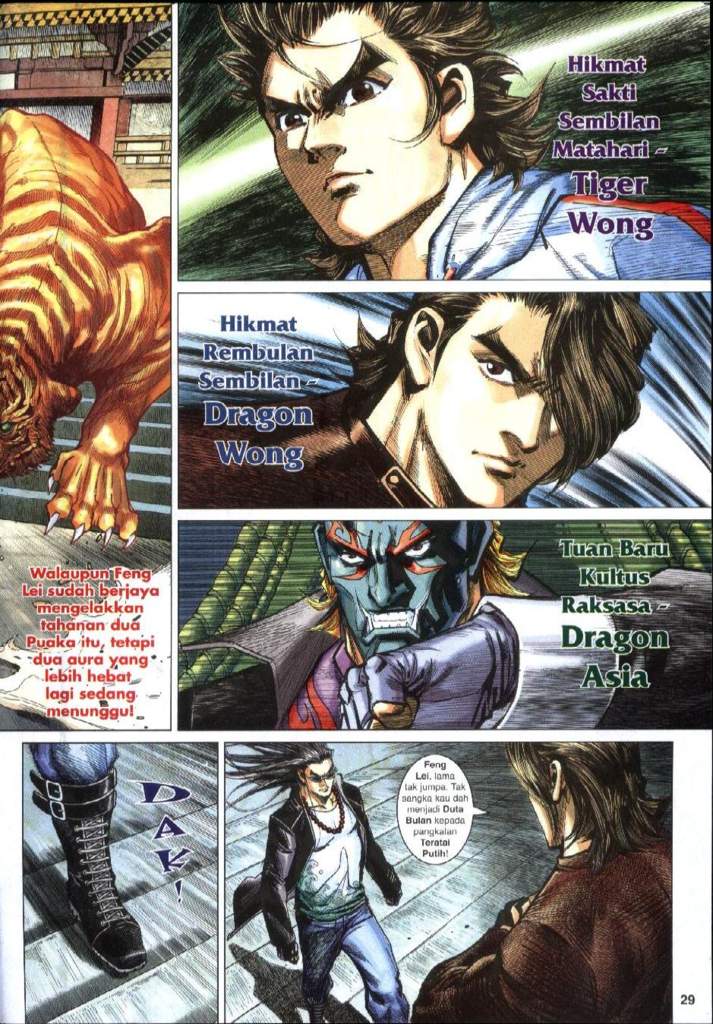 Hikmat
Sakti
Sembilan
Matahari -
Tiger
Wong
Hikmat
Rembulan
Sembilan -
Dragon
Wong
Walaupun Feng
Lei sudah berjaya
mengelakkan
tahanan dua
Puaka itu, tetapi
dua aura yang
lebih hebat
lagi sedang
menunggu!
Tuan Baru
Kultus
Raksasa -
Dragon
Asia
DAK!
Feng
Lei, lama
tak jumpa. Tak
sangka kau dah
menjadi Duta
Bulan kepada
pangkalan
Teratai
Putih!
29